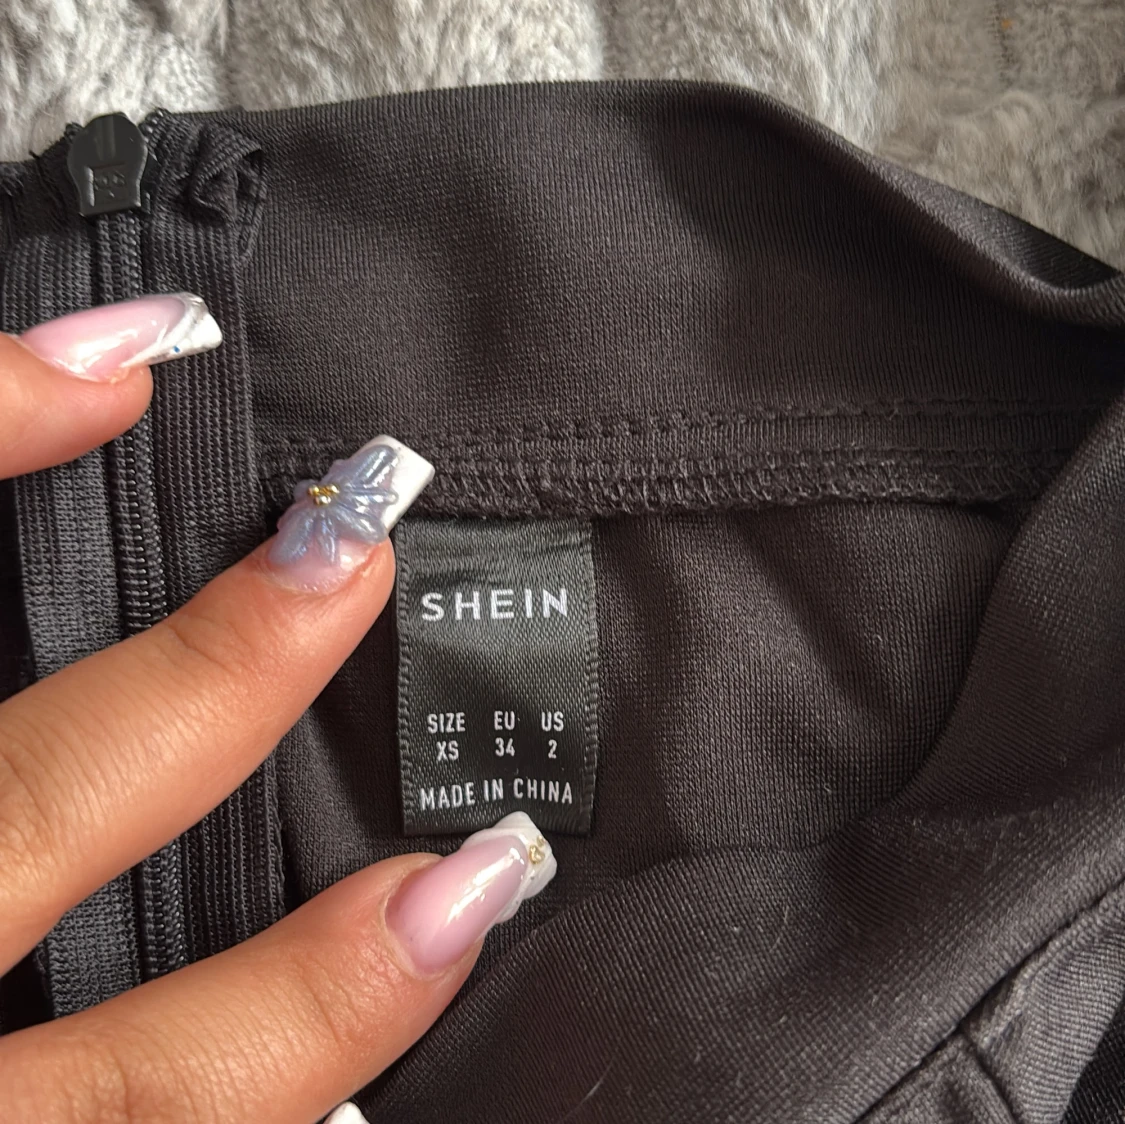 SHEIN
SIZE EU US
XS 34 2
MADE IN CHINA